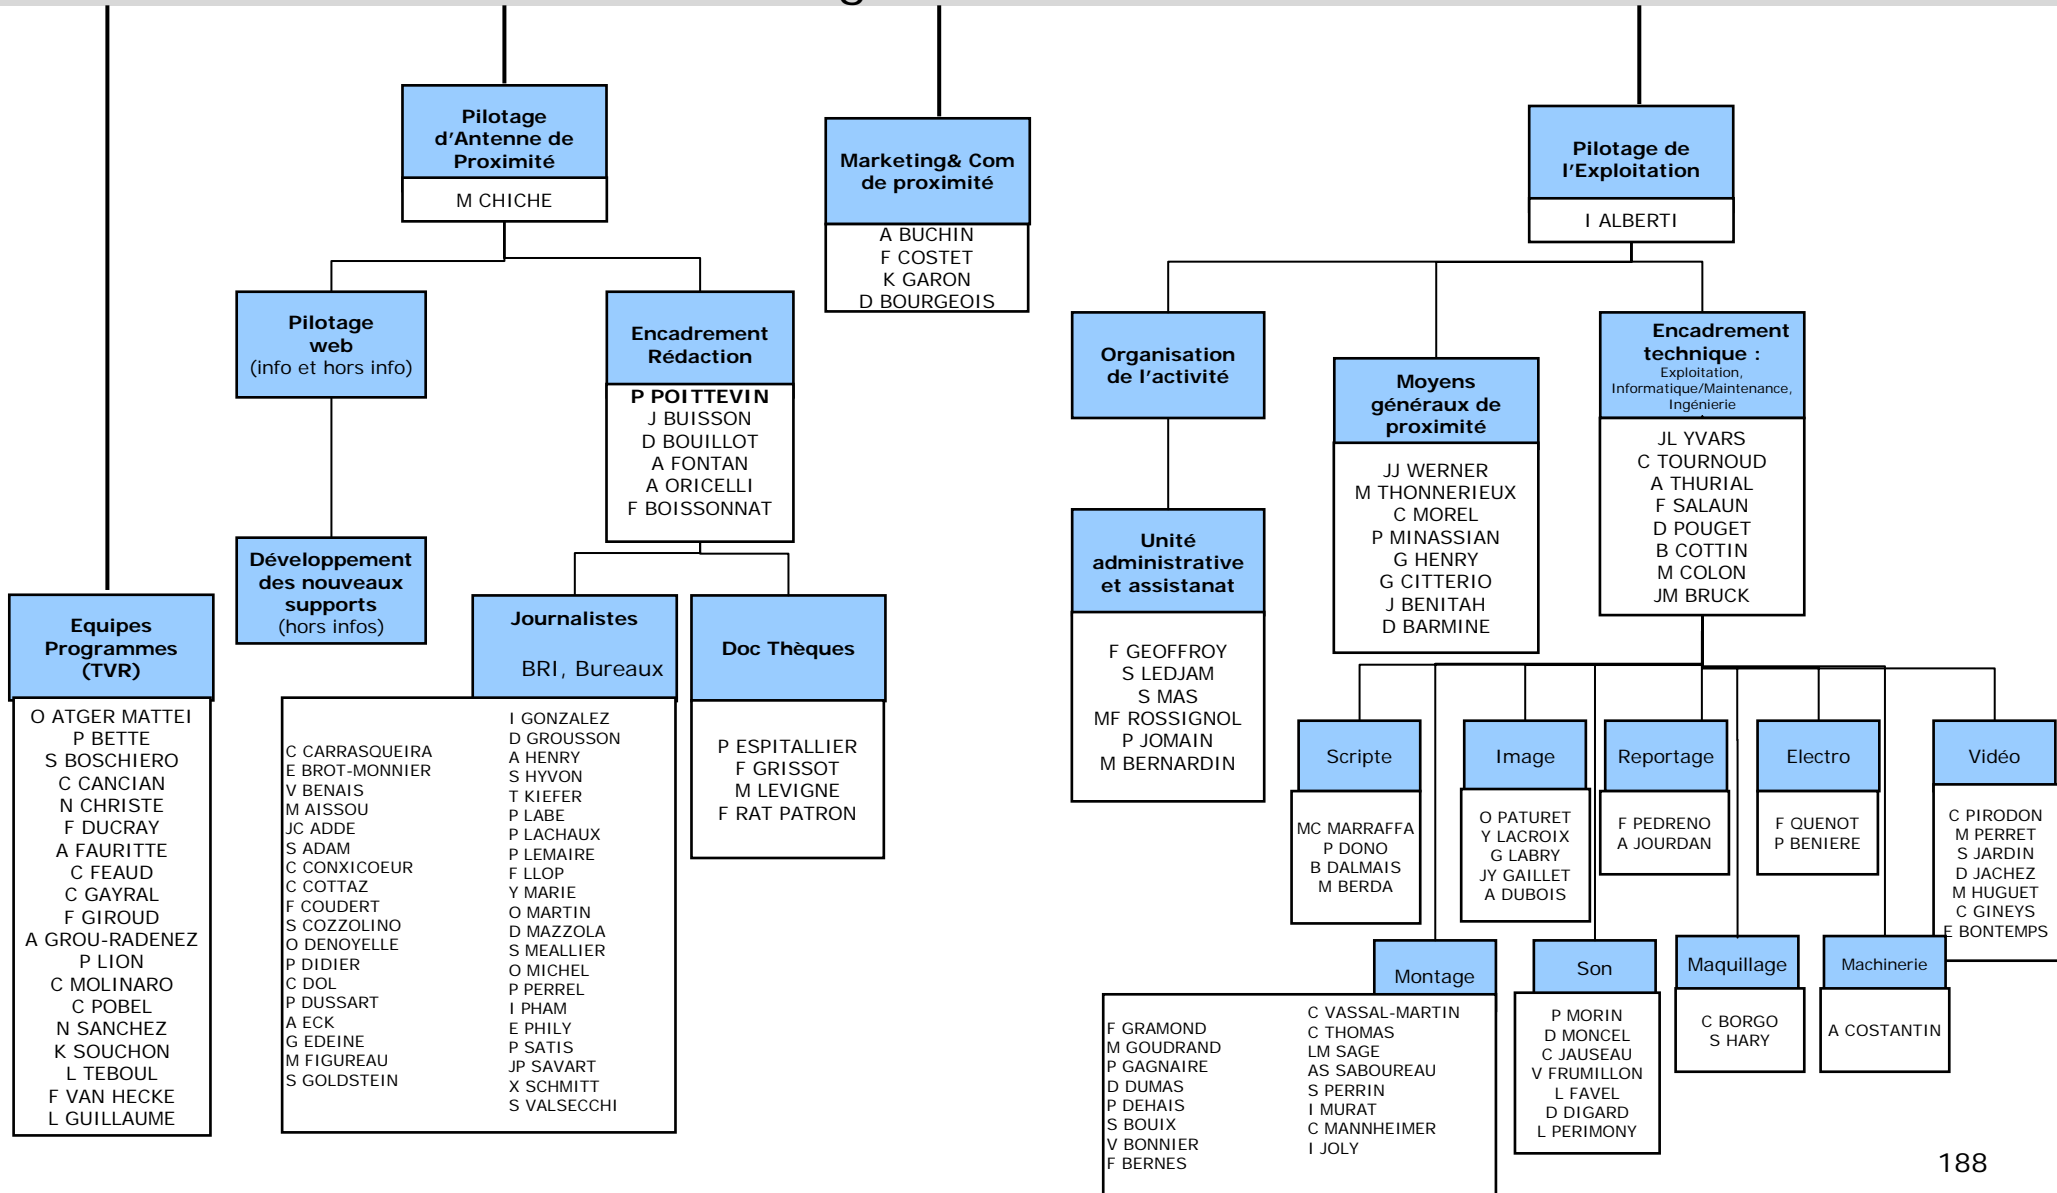 Pilotage
d'Antenne de
Proximité
M CHICHE
Marketing& Com
de proximité
A BUCHIN
F COSTET
K GARON
D BOURGEOIS
Pilotage de
l'Exploitation
I ALBERTI
Pilotage
web
(info et hors info)
Encadrement
Rédaction
P POITTEVIN
J BUISSON
D BOUILLOT
A FONTAN
A ORICELLI
F BOISSONNAT
Organisation
de l'activité
Moyens
généraux de
proximité
JJ WERNER
M THONNERIEUX
C MOREL
P MINASSIAN
G HENRY
G CITTERIO
J BENITAH
D BARMINE
Encadrement
technique :
Exploitation,
Informatique/Maintenance,
Ingénierie
JL YVARS
C TOURNOUD
A THURIAL
F SALAUN
D POUGET
B COTTIN
M COLON
JM BRUCK
Développement
des nouveaux
supports
(hors infos)
Unité
administrative
et assistanat
F GEOFFROY
S LEDJAM
S MAS
MF ROSSIGNOL
P JOMAIN
M BERNARDIN
Equipes
Programmes
(TVR)
O ATGER MATTEI
P BETTE
S BOSCHIERO
C CANCIAN
N CHRISTE
F DUCRAY
A FAURITTE
C FEAUD
C GAYRAL
F GIROUD
A GROU-RADENEZ
P LION
C MOLINARO
C POBEL
N SANCHEZ
K SOUCHON
L TEBOUL
F VAN HECKE
L GUILLAUME
Journalistes
BRI, Bureaux
C CARRASQUEIRA
E BROT-MONNIER
V BENAIS
M AISSOU
JC ADDE
S ADAM
C CONXICOEUR
C COTTAZ
F COUDERT
S COZZOLINO
O DENOYELLE
P DIDIER
C DOL
P DUSSART
A ECK
G EDEINE
M FIGUREAU
S GOLDSTEIN
I GONZALEZ
D GROUSSON
A HENRY
S HYVON
T KIEFER
P LABE
P LACHAUX
P LEMAIRE
F LLOP
Y MARIE
O MARTIN
D MAZZOLA
S MEALLIER
O MICHEL
P PERREL
I PHAM
E PHILY
P SATIS
JP SAVART
X SCHMITT
S VALSECCHI
Doc Thèques
P ESPITALLIER
F GRISSOT
M LEVIGNE
F RAT PATRON
Scripte
MC MARRAFFA
P DONO
B DALMAIS
M BERDA
Image
O PATURET
Y LACROIX
G LABRY
JY GAILLET
A DUBOIS
Reportage
F PEDRENO
A JOURDAN
Electro
F QUENOT
P BENIERE
Vidéo
C PIRODON
M PERRET
S JARDIN
D JACHEZ
M HUGUET
C GINEYS
E BONTEMPS
Montage
F GRAMOND
M GOUDRAND
P GAGNAIRE
D DUMAS
P DEHAIS
S BOUIX
V BONNIER
F BERNES
C VASSAL-MARTIN
C THOMAS
LM SAGE
AS SABOUREAU
S PERRIN
I MURAT
C MANNHEIMER
I JOLY
Son
P MORIN
D MONCEL
C JAUSEAU
V FRUMILLON
L FAVEL
D DIGARD
L PERIMONY
Maquillage
C BORGO
S HARY
Machinerie
A COSTANTIN
188